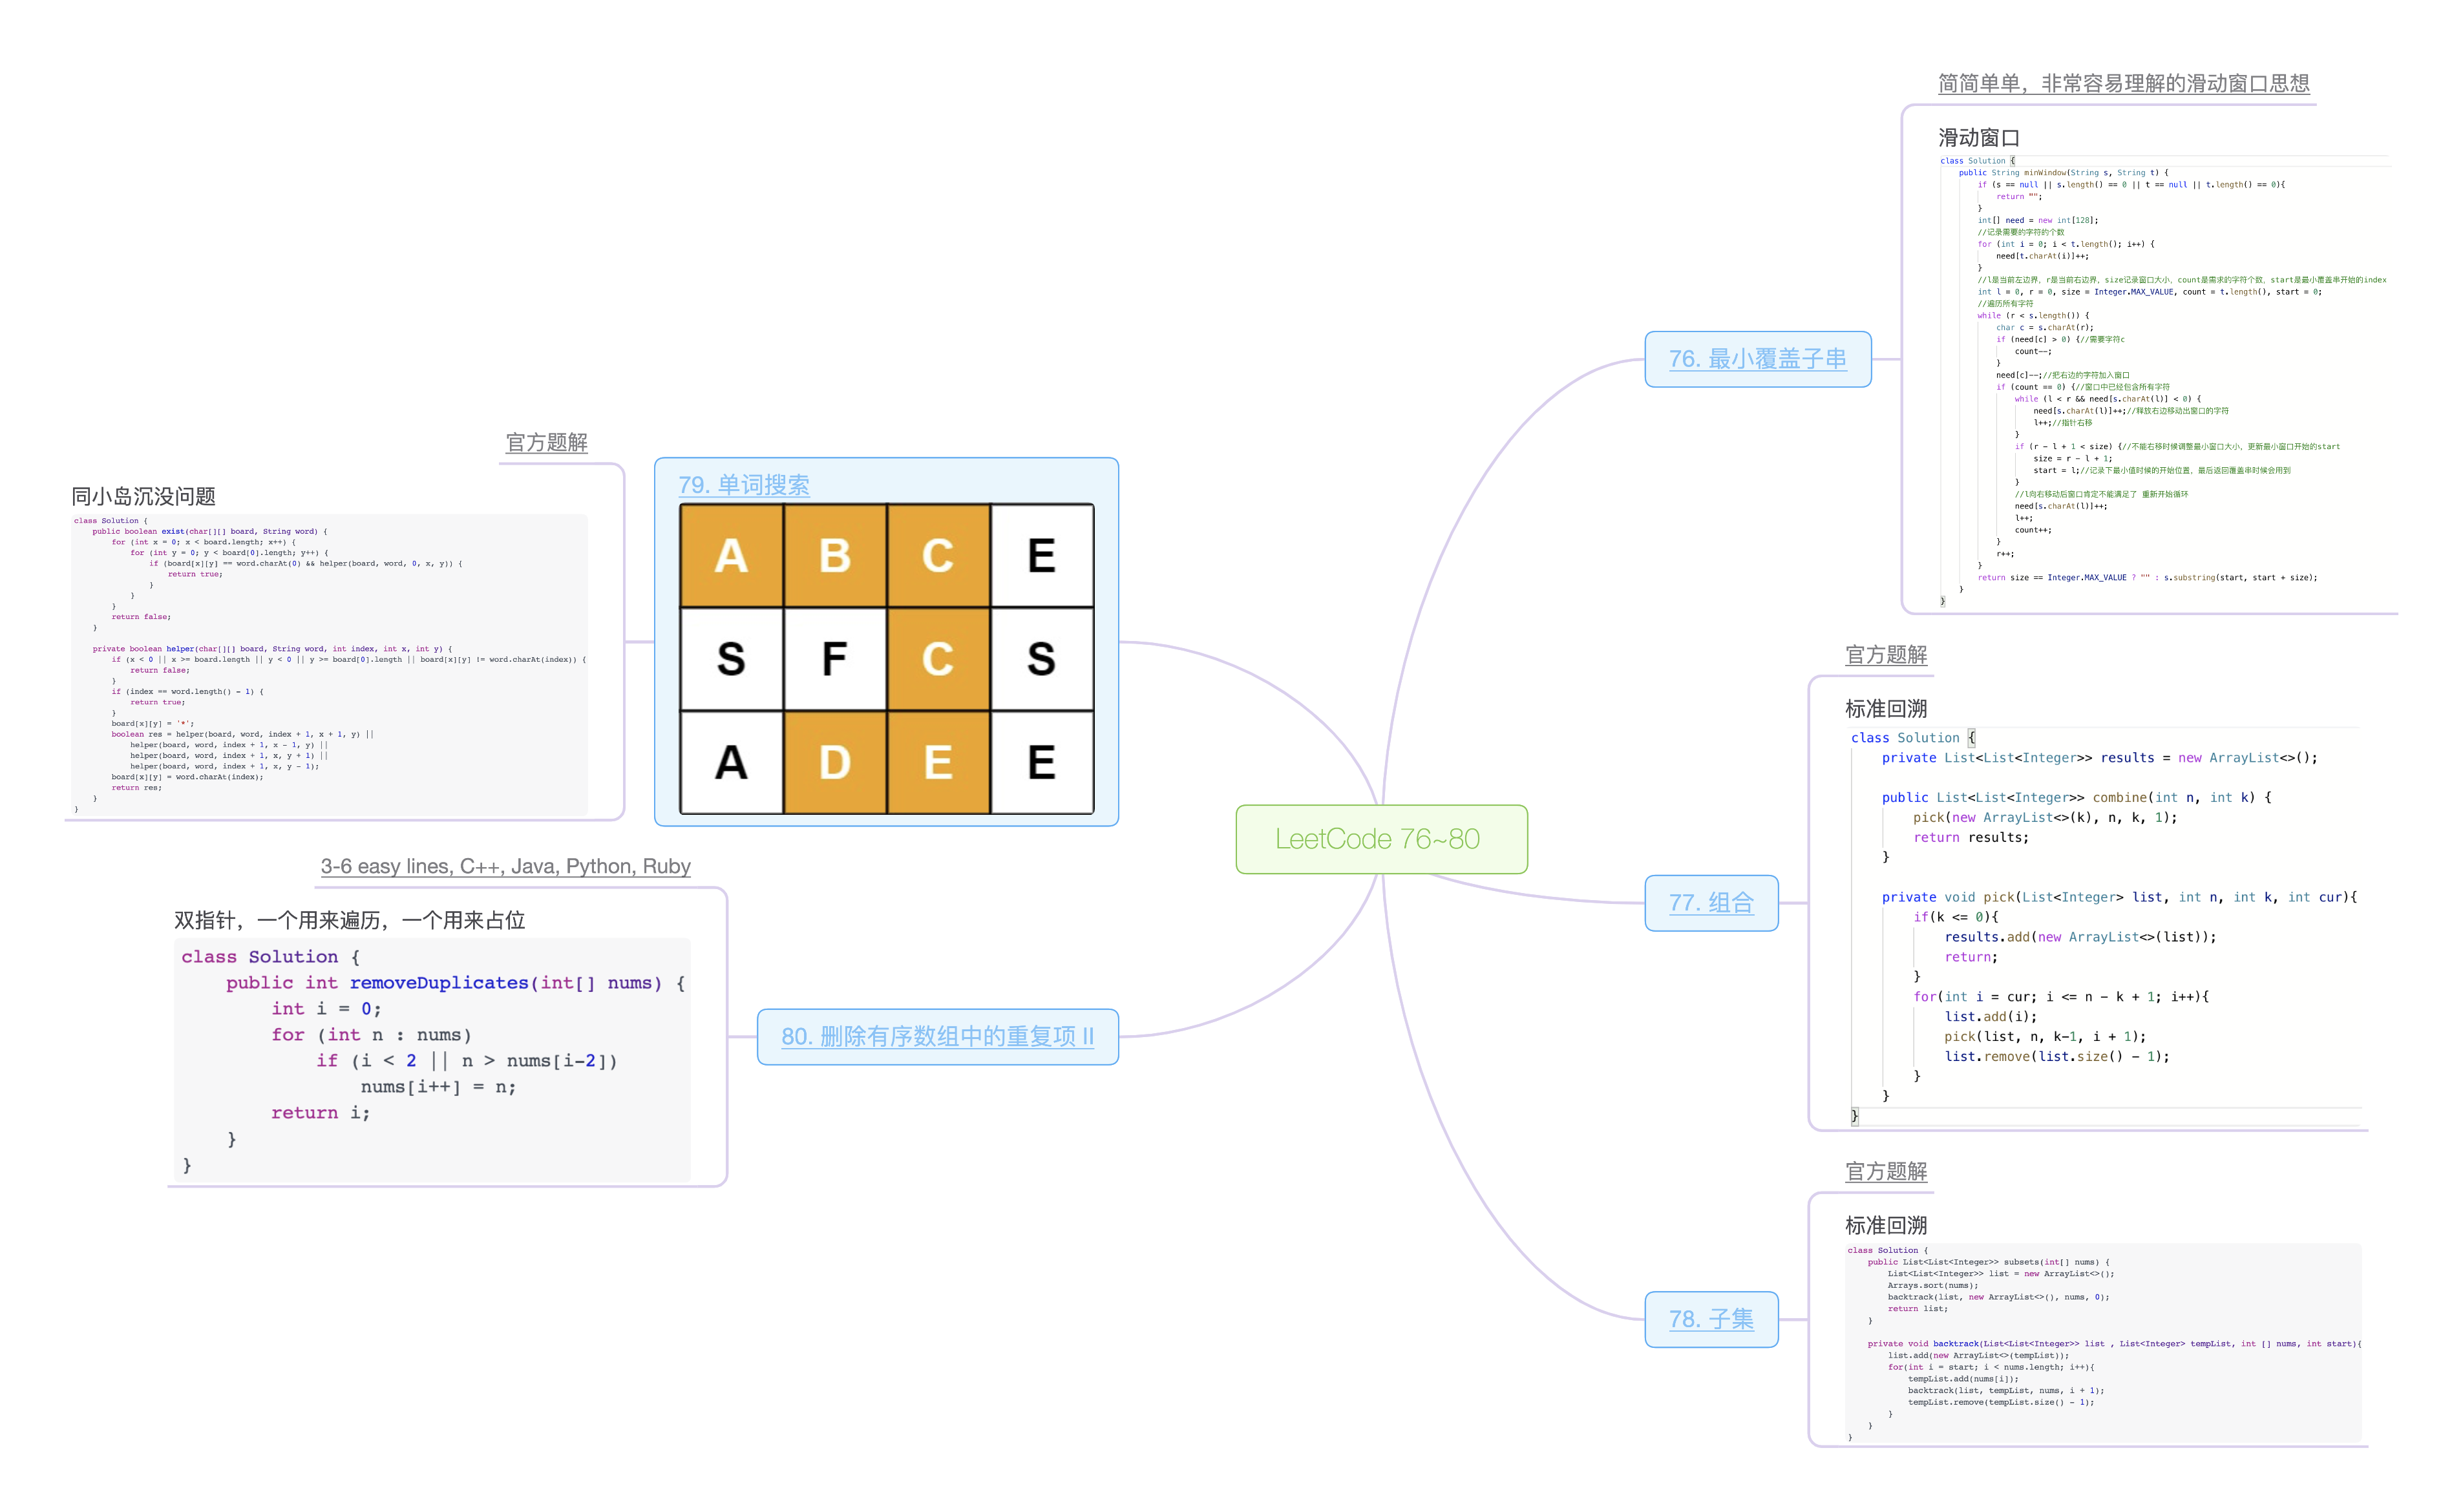 LeetCode 76~80
76. 最小覆盖子串
简简单单，非常容易理解的滑动窗口思想
滑动窗口
class Solution {
    public String minWindow(String s, String t) {
        if (s == null || s.length() == 0 || t == null || t.length() == 0){
            return "";
        }
        int[] need = new int[128];
        //记录需要的字符的个数
        for (int i = 0; i < t.length(); i++) {
            need[t.charAt(i)]++;
        }
        //l是当前左边界，r是当前右边界，size记录窗口大小，count是需求的字符个数，start是最小覆盖串开始的index
        int l = 0, r = 0, size = Integer.MAX_VALUE, count = t.length(), start = 0;
        //遍历所有字符
        while (r < s.length()) {
            char c = s.charAt(r);
            if (need[c] > 0) {//需要字符c
                count--;
            }
            need[c]--;//把右边的字符加入窗口
            if (count == 0) {//窗口中已经包含所有字符
                while (l < r && need[s.charAt(l)] < 0) {
                    need[s.charAt(l)]++;//释放右边移动出窗口的字符
                    l++;//指针右移
                }
                if (r - l + 1 < size) {//不能右移时候调整最小窗口大小，更新最小窗口开始的start
                    size = r - l + 1;
                    start = l;//记录下最小值时候的开始位置，最后返回覆盖串时候会用到
                }
                //l向右移动后窗口肯定不能满足了 重新开始循环
                need[s.charAt(l)]++;
                l++;
                count++;
            }
            r++;
        }
        return size == Integer.MAX_VALUE ? "" : s.substring(start, start + size);
    }
}
77. 组合
官方题解
标准回溯
class Solution {
    private List<List<Integer>> results = new ArrayList<>();
    public List<List<Integer>> combine(int n, int k) {
        pick(new ArrayList<>(k), n, k, 1);
        return results;
    }
    private void pick(List<Integer> list, int n, int k, int cur){
        if(k <= 0){
            results.add(new ArrayList<>(list));
            return;
        }
        for(int i = cur; i <= n - k + 1; i++){
            list.add(i);
            pick(list, n, k-1, i + 1);
            list.remove(list.size() - 1);
        }
    }
}
78. 子集
官方题解
标准回溯
class Solution {
    public List<List<Integer>> subsets(int[] nums) {
        List<List<Integer>> list = new ArrayList<>();
        Arrays.sort(nums);
        backtrack(list, new ArrayList<>(), nums, 0);
        return list;
    }
    private void backtrack(List<List<Integer>> list , List<Integer> tempList, int [] nums, int start){
        list.add(new ArrayList<>(tempList));
        for(int i = start; i < nums.length; i++){
            tempList.add(nums[i]);
            backtrack(list, tempList, nums, i + 1);
            tempList.remove(tempList.size() - 1);
        }
    }
}
79. 单词搜索
A B C E
S F C S
A D E E
官方题解
同小岛沉没问题
class Solution {
    public boolean exist(char[][] board, String word) {
        for (int x = 0; x < board.length; x++) {
            for (int y = 0; y < board[0].length; y++) {
                if (board[x][y] == word.charAt(0) && helper(board, word, 0, x, y)) {
                    return true;
                }
            }
        }
        return false;
    }
    private boolean helper(char[][] board, String word, int index, int x, int y) {
        if (x < 0 || x >= board.length || y < 0 || y >= board[0].length || board[x][y] != word.charAt(index)) {
            return false;
        }
        if (index == word.length() - 1) {
            return true;
        }
        board[x][y] = '*';
        boolean res = helper(board, word, index + 1, x + 1, y) ||
            helper(board, word, index + 1, x - 1, y) ||
            helper(board, word, index + 1, x, y + 1) ||
            helper(board, word, index + 1, x, y - 1);
        board[x][y] = word.charAt(index);
        return res;
    }
}
80. 删除有序数组中的重复项 II
3-6 easy lines, C++, Java, Python, Ruby
双指针，一个用来遍历，一个用来占位
class Solution {
    public int removeDuplicates(int[] nums) {
        int i = 0;
        for (int n : nums)
            if (i < 2 || n > nums[i-2])
                nums[i++] = n;
        return i;
    }
}